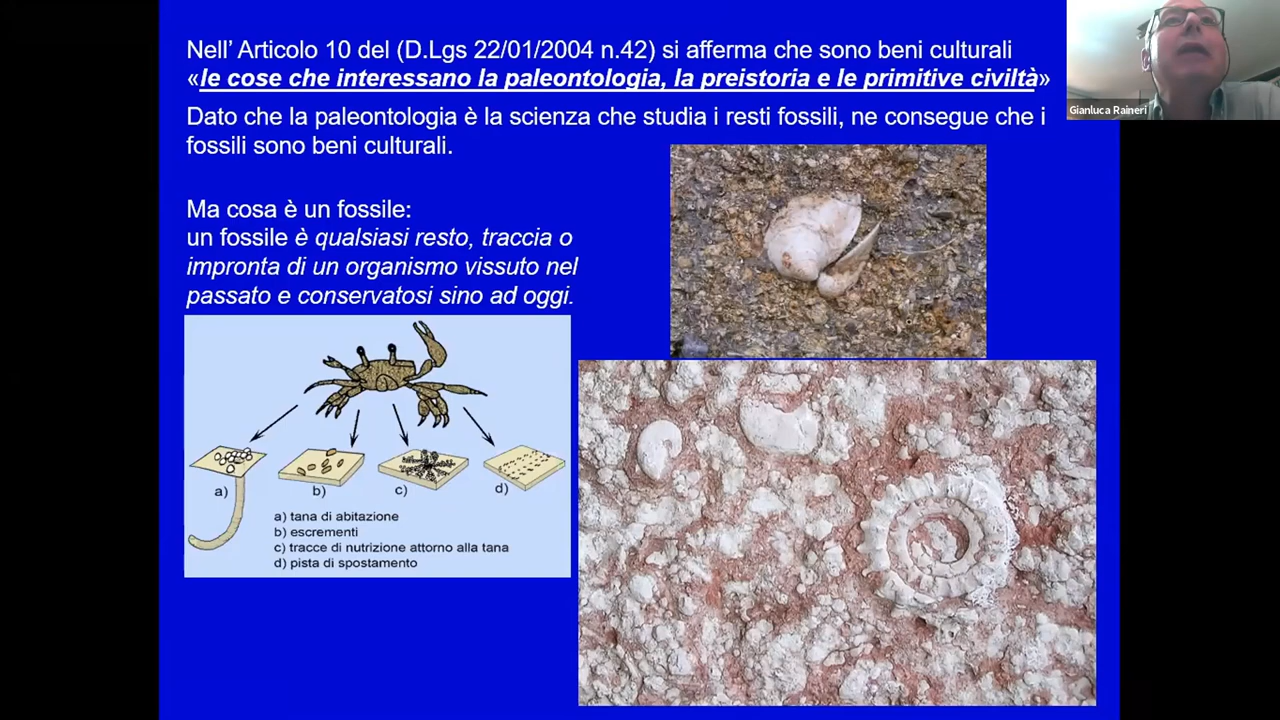 Nell’ Articolo 10 del (D.Lgs 22/01/2004 n.42) si afferma che sono beni culturali
«le cose che interessano la paleontologia, la preistoria e le primitive civiltà»
Dato che la paleontologia è la scienza che studia i resti fossili, ne consegue che i
fossili sono beni culturali.
Ma cosa è un fossile:
un fossile è qualsiasi resto, traccia o
impronta di un organismo vissuto nel
passato e conservatosi sino ad oggi.
a)
b)
c)
d)
a) tana di abitazione
b) escrementi
c) tracce di nutrizione attorno alla tana
d) pista di spostamento
Gianluca Raineri